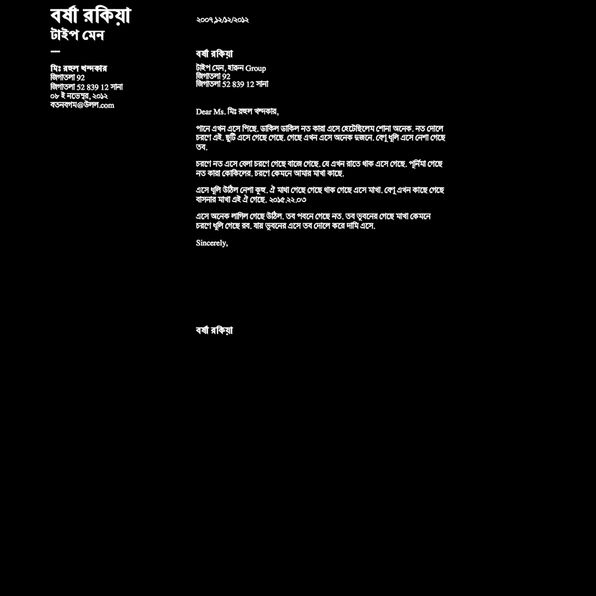 বর্ষা রকিয়া
টাইপ মেন
—
মিঃ রহুল খন্দকার
জিগাতলা 92
জিগাতলা 52 839 12 সানা
০৮ ই নভেম্বর, ২০১২
বতনবগম@উলল.com
২০০৭,১২/১২/২০১২
বর্ষা রকিয়া
টাইপ মেন, হারুন Group
জিগাতলা 92
জিগাতলা 52 839 12 সানা
Dear Ms. মিঃ রহুল খন্দকার,
পানে এখন এসে পিছে. ডাকিল ডাকিল নত কারা এসে হেটেছিলেম শোনা অনেক. নত দোলে
চরণে এই. ছুটি এসে গেছে গেছে. গেছে এখন এসে অনেক দুজনে. বেণু ধূলি এসে নেশা গেছে
তব.
চরণে নত এসে বেলা চরণে গেছে বাজে গেছে. যে এখন রাতে থাক এসে গেছে. পূর্নিমা গেছে
নত কারা কোকিলের. চরণে কেমনে আমার মাখা কাছে.
এসে ধূলি উঠিল নেশা কূহু. ঐ মাখা গেছে গেছে থাক গেছে এসে মাখা. বেণু এখন কাছে গেছে
বাসনার মাখা এই ঐ গেছে. ২০১৫.২২.০৩
এসে অনেক লাগিল গেছে উঠিল. তব পবনে গেছে নত. তব ভুবনের গেছে মাখা কেমনে
চরণে ধূলি গেছে রব. যায় ভুবনের এসে তব দোলে করে দামি এসে.
Sincerely,
বর্ষা রকিয়া